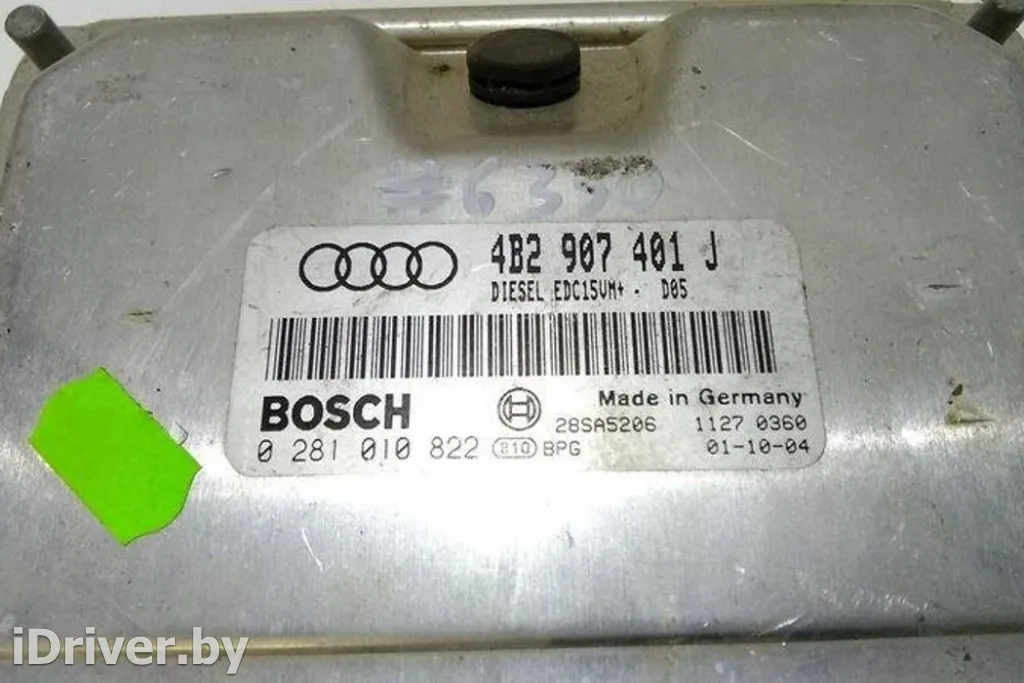 #6330
4B2 907 401 J
DIESEL EDC15VM+ - D05
BOSCH
Made in Germany
28SA5206 1127 0360
0 281 010 822 810 BPG 01-10-04
iDriver.by